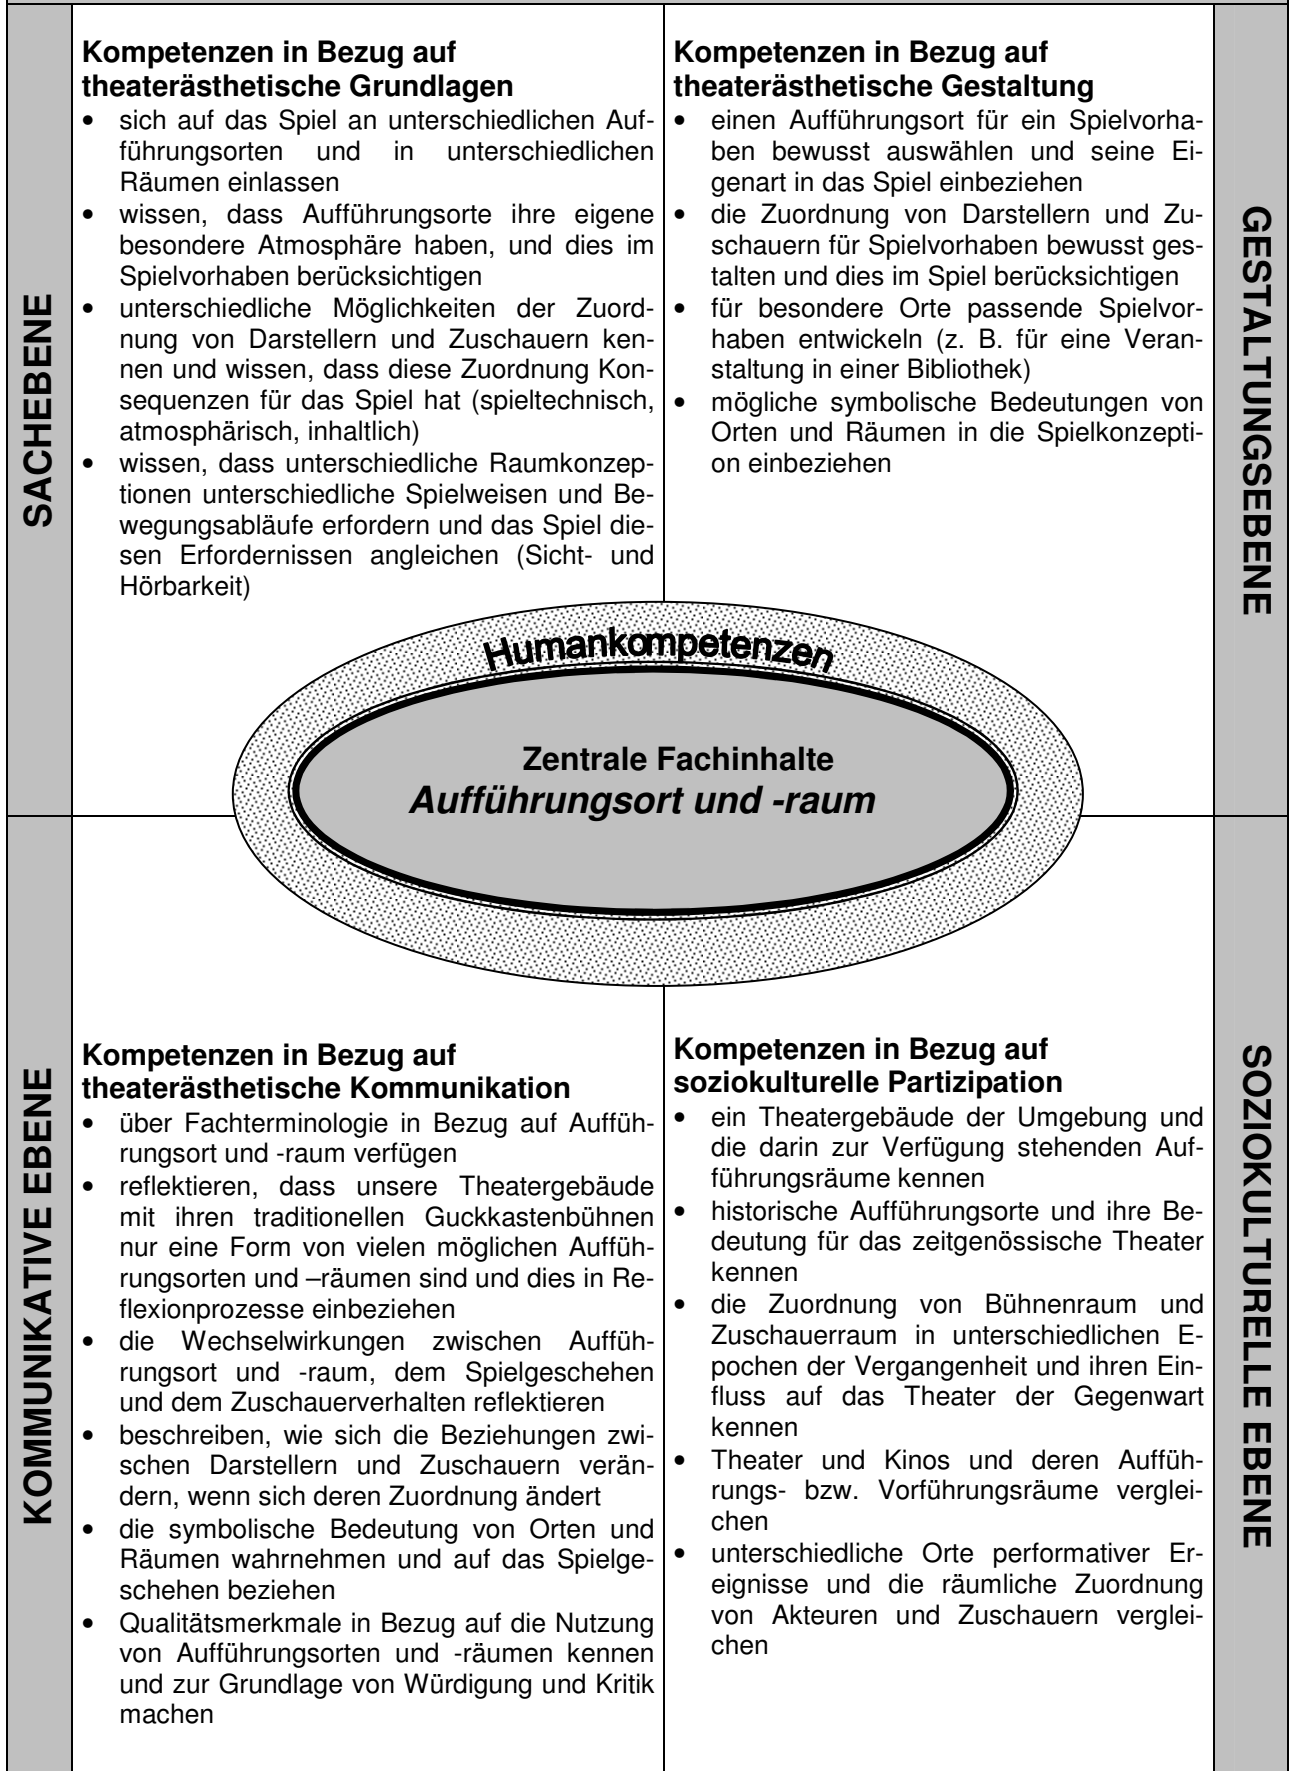 SACHEBENE
Kompetenzen in Bezug auf
theaterästhetische Grundlagen
• sich auf das Spiel an unterschiedlichen Auf-
führungsorten und in unterschiedlichen
Räumen einlassen
• wissen, dass Aufführungsorte ihre eigene
besondere Atmosphäre haben, und dies im
Spielvorhaben berücksichtigen
• unterschiedliche Möglichkeiten der Zuord-
nung von Darstellern und Zuschauern ken-
nen und wissen, dass diese Zuordnung Kon-
sequenzen für das Spiel hat (spieltechnisch,
atmosphärisch, inhaltlich)
• wissen, dass unterschiedliche Raumkonzep-
tionen unterschiedliche Spielweisen und Be-
wegungsabläufe erfordern und das Spiel die-
sen Erfordernissen angleichen (Sicht- und
Hörbarkeit)
Kompetenzen in Bezug auf
theaterästhetische Gestaltung
• einen Aufführungsort für ein Spielvorha-
ben bewusst auswählen und seine Ei-
genart in das Spiel einbeziehen
• die Zuordnung von Darstellern und Zu-
schauern für Spielvorhaben bewusst ges-
talten und dies im Spiel berücksichtigen
• für besondere Orte passende Spielvor-
haben entwickeln (z. B. für eine Veran-
staltung in einer Bibliothek)
• mögliche symbolische Bedeutungen von
Orten und Räumen in die Spielkonzepti-
on einbeziehen
GESTALTUNGSEBENE
Humankompetenzen
Zentrale Fachinhalte
Aufführungsort und -raum
KOMMUNIKATIVE EBENE
Kompetenzen in Bezug auf
theaterästhetische Kommunikation
• über Fachterminologie in Bezug auf Auffüh-
rungsort und -raum verfügen
• reflektieren, dass unsere Theatergebäude
mit ihren traditionellen Guckkastenbühnen
nur eine Form von vielen möglichen Auffüh-
rungsorten und –räumen sind und dies in Re-
flexionprozesse einbeziehen
• die Wechselwirkungen zwischen Auffüh-
rungsort und -raum, dem Spielgeschehen
und dem Zuschauerverhalten reflektieren
• beschreiben, wie sich die Beziehungen zwi-
schen Darstellern und Zuschauern verän-
dern, wenn sich deren Zuordnung ändert
• die symbolische Bedeutung von Orten und
Räumen wahrnehmen und auf das Spielge-
schehen beziehen
• Qualitätsmerkmale in Bezug auf die Nutzung
von Aufführungsorten und -räumen kennen
und zur Grundlage von Würdigung und Kritik
machen
Kompetenzen in Bezug auf
soziokulturelle Partizipation
• ein Theatergebäude der Umgebung und
die darin zur Verfügung stehenden Auf-
führungsräume kennen
• historische Aufführungsorte und ihre Be-
deutung für das zeitgenössische Theater
kennen
• die Zuordnung von Bühnenraum und
Zuschauerraum in unterschiedlichen E-
pochen der Vergangenheit und ihren Ein-
fluss auf das Theater der Gegenwart
kennen
• Theater und Kinos und deren Auffüh-
rungs- bzw. Vorführungsräume verglei-
chen
• unterschiedliche Orte performativer Er-
eignisse und die räumliche Zuordnung
von Akteuren und Zuschauern verglei-
chen
SOZIOKULTURELLE EBENE